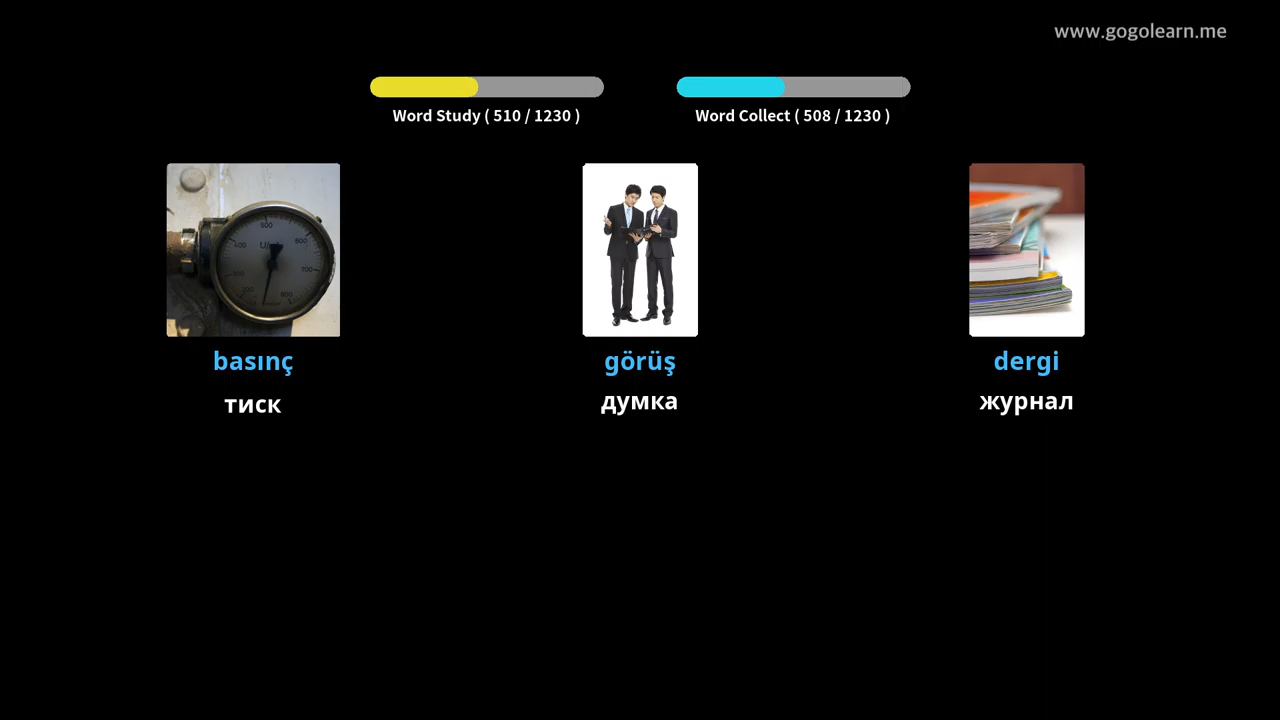 www.gogolearn.me
Word Study ( 510 / 1230 )
Word Collect ( 508 / 1230 )
basınç
görüş
dergi
тиск
думка
журнал